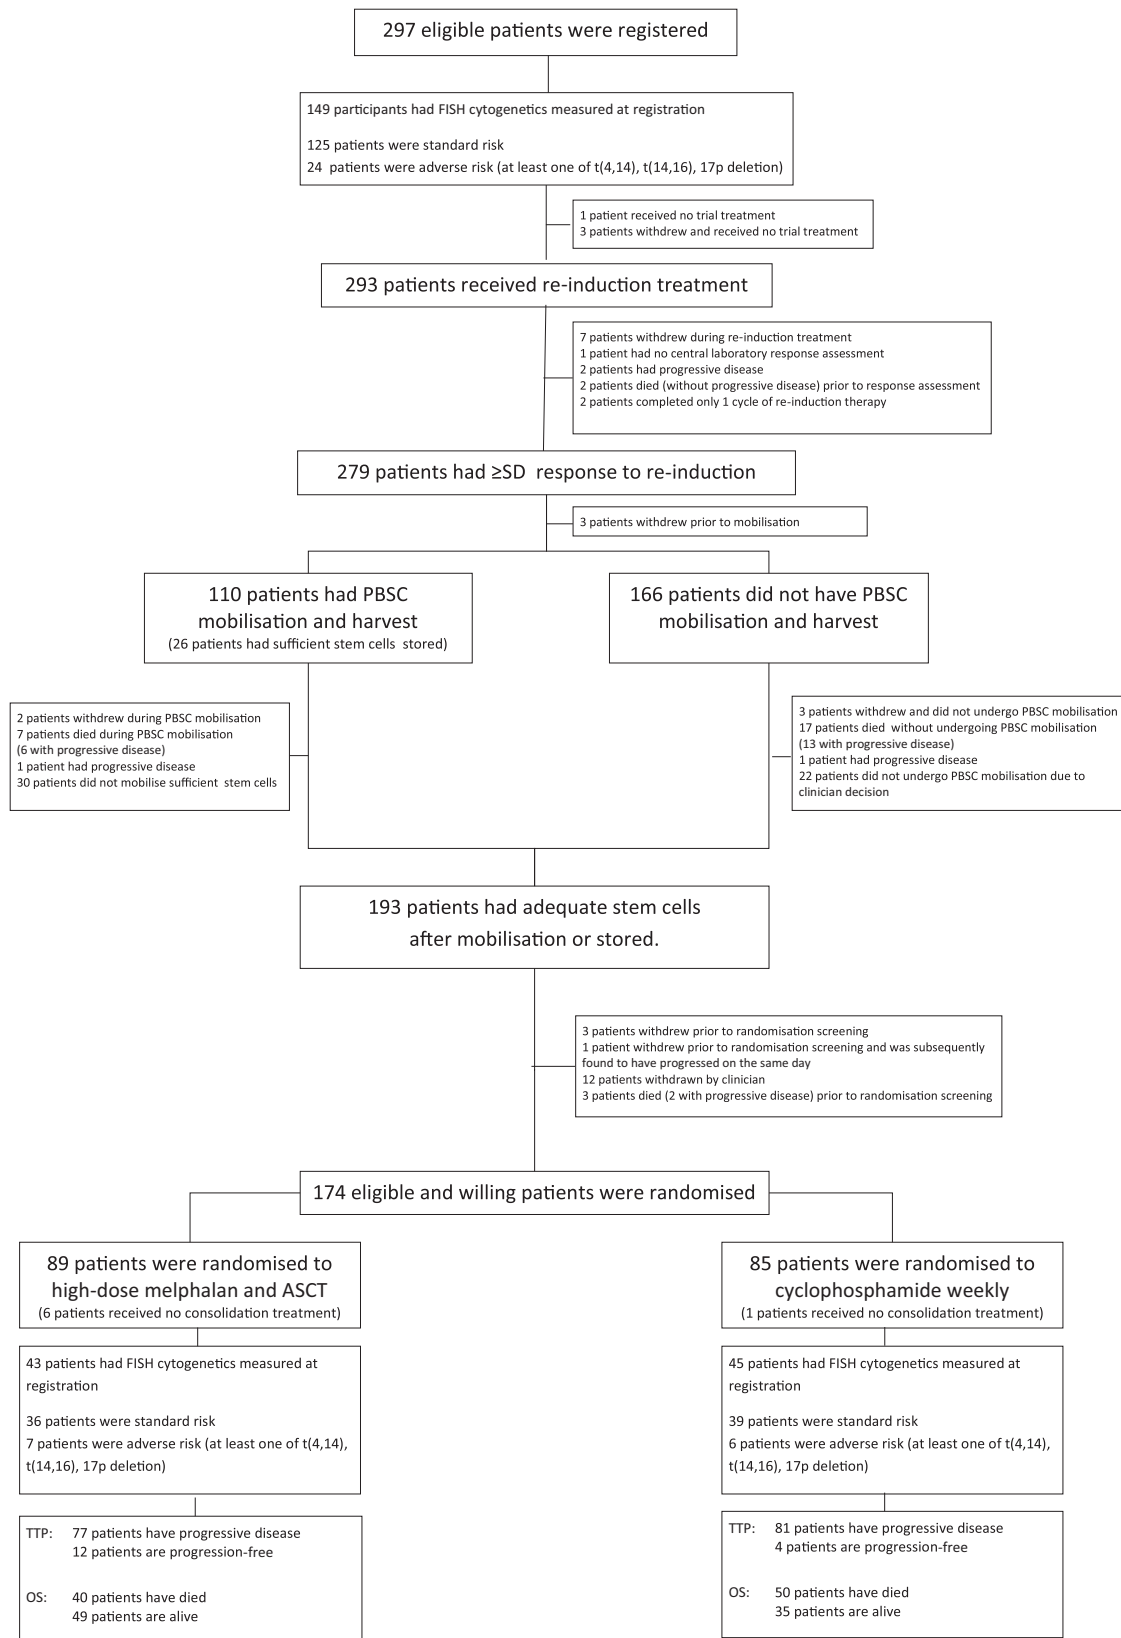 297 eligible patients were registered
149 participants had FISH cytogenetics measured at registration
125 patients were standard risk
24 patients were adverse risk (at least one of t(4,14), t(14,16), 17p deletion)
1 patient received no trial treatment
3 patients withdrew and received no trial treatment
293 patients received re-induction treatment
7 patients withdrew during re-induction treatment
1 patient had no central laboratory response assessment
2 patients had progressive disease
2 patients died (without progressive disease) prior to response assessment
2 patients completed only 1 cycle of re-induction therapy
279 patients had ≥SD response to re-induction
3 patients withdrew prior to mobilisation
110 patients had PBSC
mobilisation and harvest
(26 patients had sufficient stem cells stored)
166 patients did not have PBSC
mobilisation and harvest
2 patients withdrew during PBSC mobilisation
7 patients died during PBSC mobilisation
(6 with progressive disease)
1 patient had progressive disease
30 patients did not mobilise sufficient stem cells
3 patients withdrew and did not undergo PBSC mobilisation
17 patients died without undergoing PBSC mobilisation
(13 with progressive disease)
1 patient had progressive disease
22 patients did not undergo PBSC mobilisation due to
clinician decision
193 patients had adequate stem cells
after mobilisation or stored.
3 patients withdrew prior to randomisation screening
1 patient withdrew prior to randomisation screening and was subsequently
found to have progressed on the same day
12 patients withdrawn by clinician
3 patients died (2 with progressive disease) prior to randomisation screening
174 eligible and willing patients were randomised
89 patients were randomised to
high-dose melphalan and ASCT
(6 patients received no consolidation treatment)
85 patients were randomised to
cyclophosphamide weekly
(1 patients received no consolidation treatment)
43 patients had FISH cytogenetics measured at
registration
36 patients were standard risk
7 patients were adverse risk (at least one of t(4,14),
t(14,16), 17p deletion)
45 patients had FISH cytogenetics measured at
registration
39 patients were standard risk
6 patients were adverse risk (at least one of t(4,14),
t(14,16), 17p deletion)
TTP: 77 patients have progressive disease
12 patients are progression-free
OS: 40 patients have died
49 patients are alive
TTP: 81 patients have progressive disease
4 patients are progression-free
OS: 50 patients have died
35 patients are alive